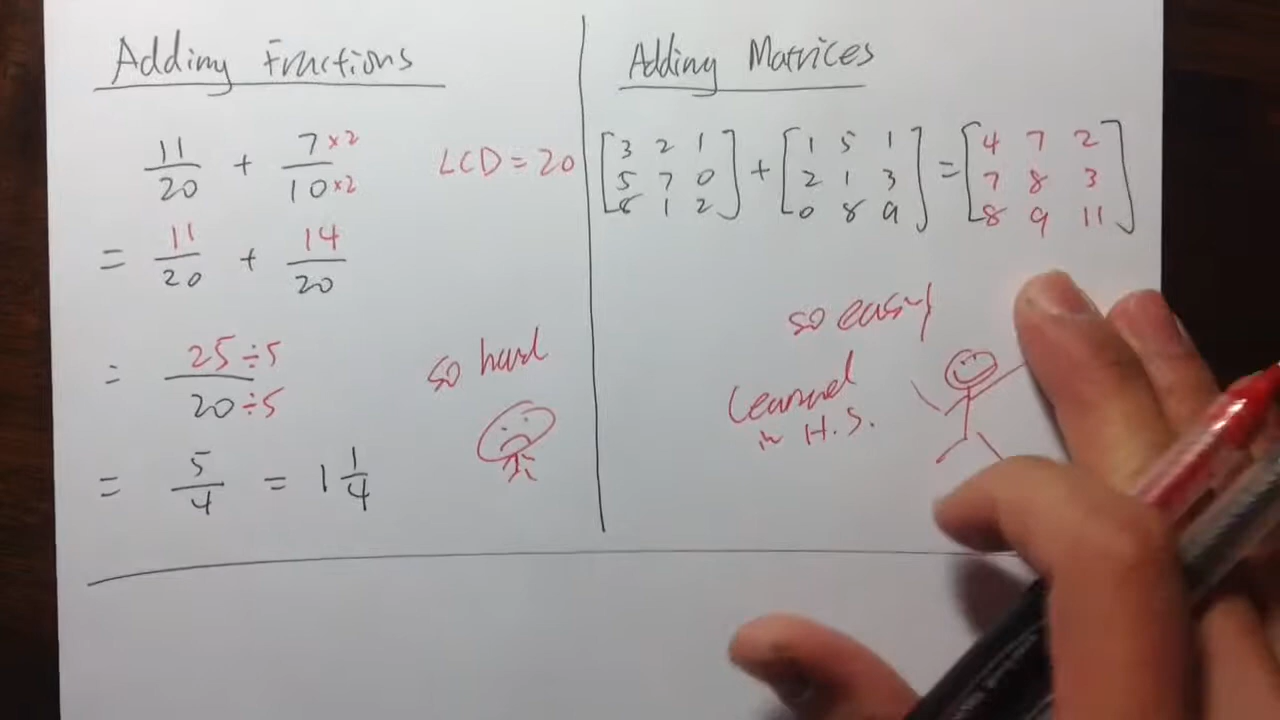 Adding Fractions
11/20 + 7×2/10×2 LCD = 20
= 11/20 + 14/20
= 25÷5/20÷5
so hard
= 5/4 = 1 1/4
Adding Matrices
[3 2 1] + [1 5 1] = [4 7 2]
[5 7 0] [2 1 3] [7 8 3]
[8 1 2] [0 8 9] [8 9 11]
so easy
Learned
in H.S.